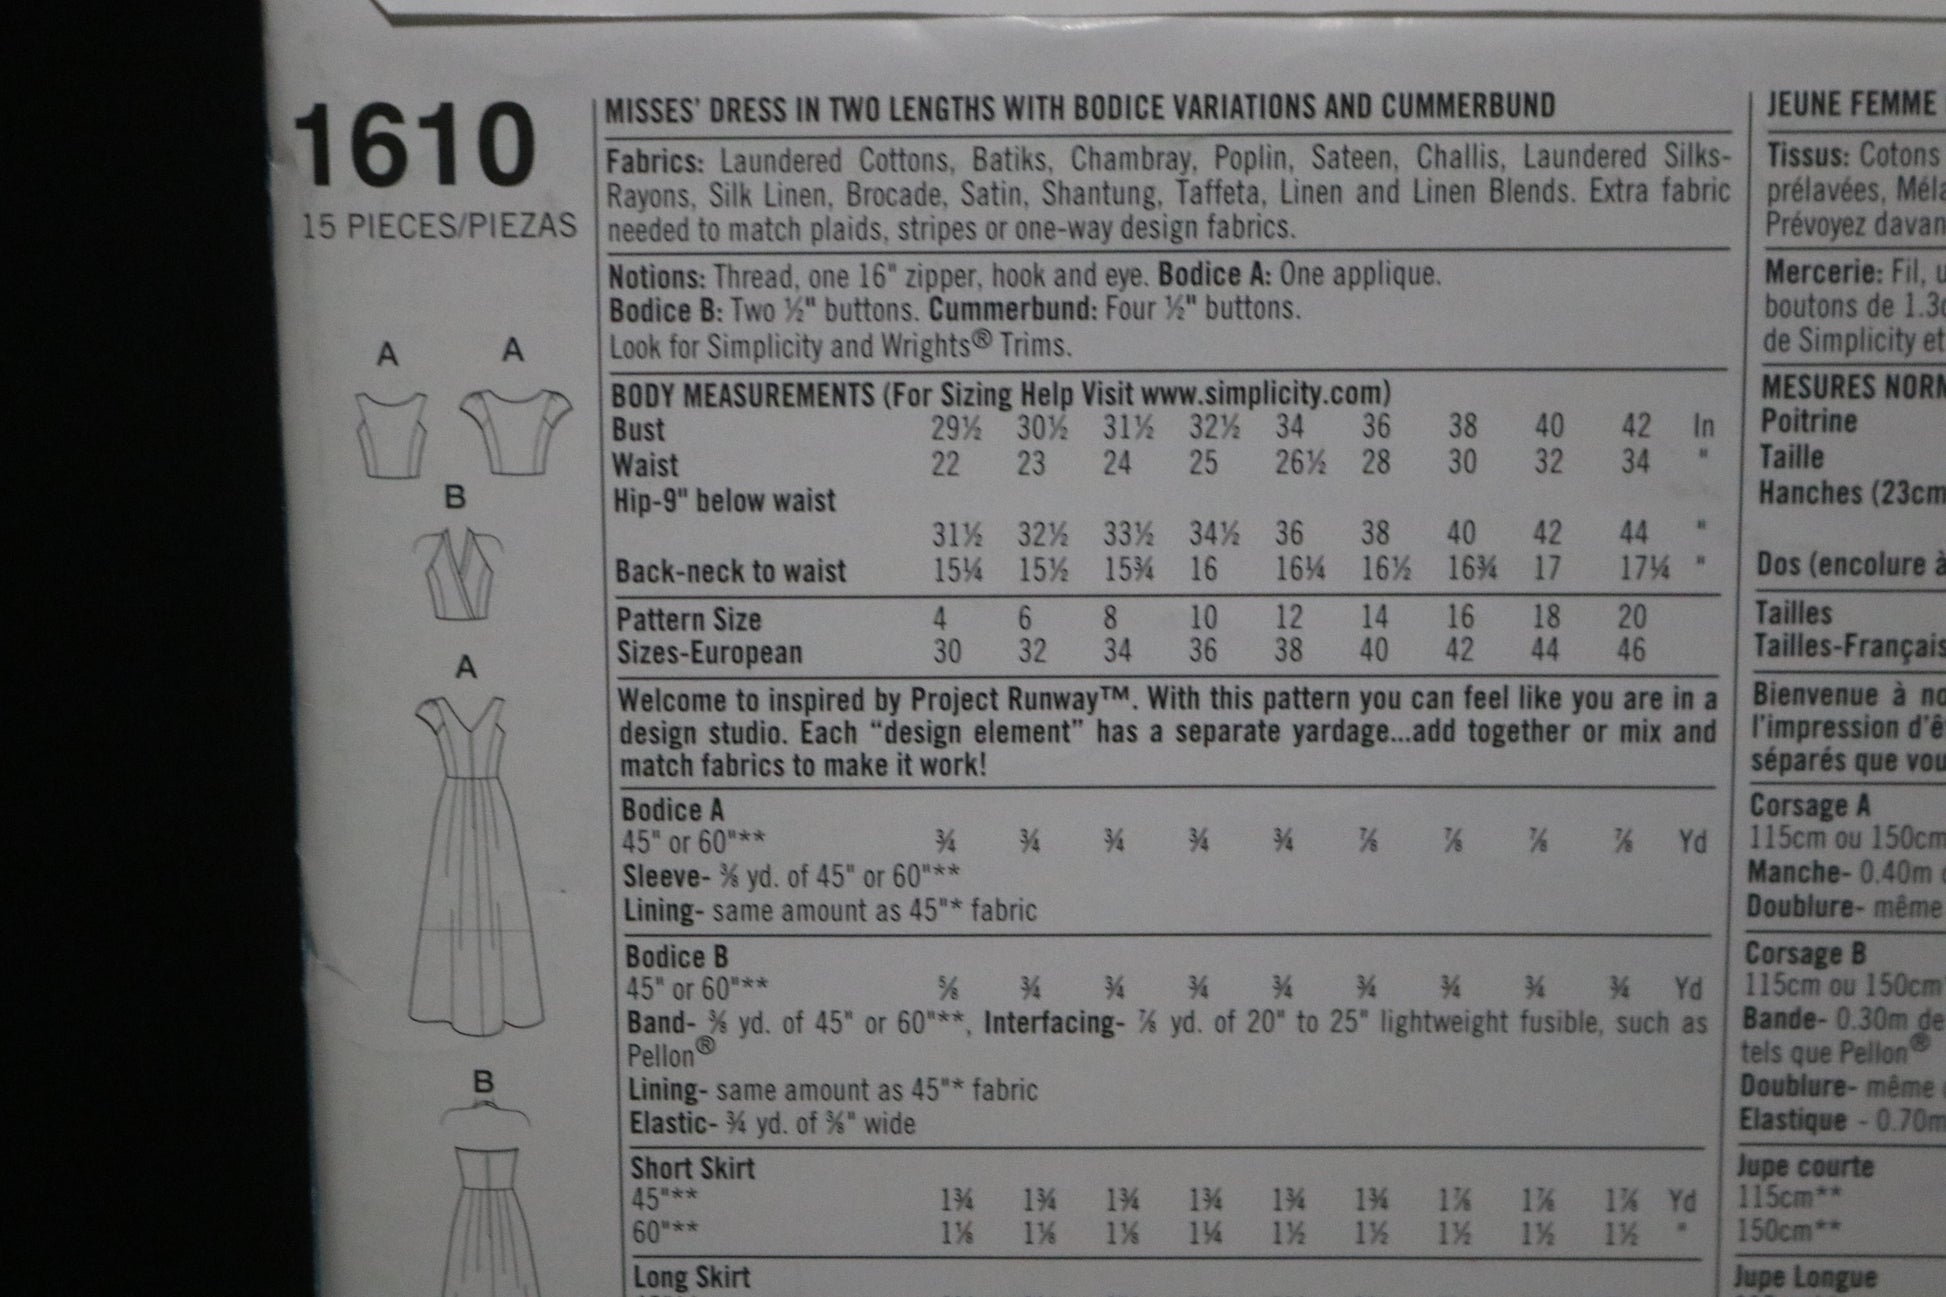 1610
15 PIECES/PIEZAS
A A
B
A
B
MISSES' DRESS IN TWO LENGTHS WITH BODICE VARIATIONS AND CUMMERBUND
Fabrics: Laundered Cottons, Batiks, Chambray, Poplin, Sateen, Challis, Laundered Silks-
Rayons, Silk Linen, Brocade, Satin, Shantung, Taffeta, Linen and Linen Blends. Extra fabric
needed to match plaids, stripes or one-way design fabrics.
Notions: Thread, one 16" zipper, hook and eye. Bodice A: One applique.
Bodice B: Two ½" buttons. Cummerbund: Four ½" buttons.
Look for Simplicity and Wrights® Trims.
BODY MEASUREMENTS (For Sizing Help Visit www.simplicity.com)
Bust 29½ 30½ 31½ 32½ 34 36 38 40 42 In
Waist 22 23 24 25 26½ 28 30 32 34 "
Hip-9" below waist
31½ 32½ 33½ 34½ 36 38 40 42 44 "
Back-neck to waist 15¼ 15½ 15¾ 16 16¼ 16½ 16¾ 17 17¼ "
Pattern Size 4 6 8 10 12 14 16 18 20
Sizes-European 30 32 34 36 38 40 42 44 46
Welcome to inspired by Project Runway™. With this pattern you can feel like you are in a
design studio. Each “design element” has a separate yardage...add together or mix and
match fabrics to make it work!
Bodice A
45" or 60"** ¾ ¾ ¾ ¾ ¾ ⅞ ⅞ ⅞ ⅞ Yd
Sleeve- ⅜ yd. of 45" or 60"**
Lining- same amount as 45"* fabric
Bodice B
45" or 60"** ⅝ ¾ ¾ ¾ ¾ ¾ ¾ ¾ ¾ Yd
Band- yd. of 45" or 60"**, Interfacing- ⅞ yd. of 20" to 25" lightweight fusible, such as
Pellon®
Lining- same amount as 45"* fabric
Elastic- ¾ yd. of ⅜" wide
Short Skirt
45"** 1¾ 1¾ 1¾ 1¾ 1¾ 1¾ 1⅞ 1⅞ 1⅞ Yd
60"** 1¼ 1½ 1½ 1½ 1½ 1½ "
Long Skirt
JEUNE FEMME
Tissus: Cotons
prélavées,
Prévoyez
Mercerie: Fil,
boutons de
de Simplicity et
MESURES
Poitrine
Taille
Hanches (23cm
Dos (encolure à
Tailles
Tailles-Français
Bienvenue à
l'impression
séparés que
Corsage A
115cm ou 150cm
Manche- 0.40m
Doublure- même
Corsage B
115cm ou 150cm
Bande- 0.30m de
tels que Pellon®
Doublure- même
Elastique - 0.70m
Jupe courte
115cm**
150cm**
Jupe Longue